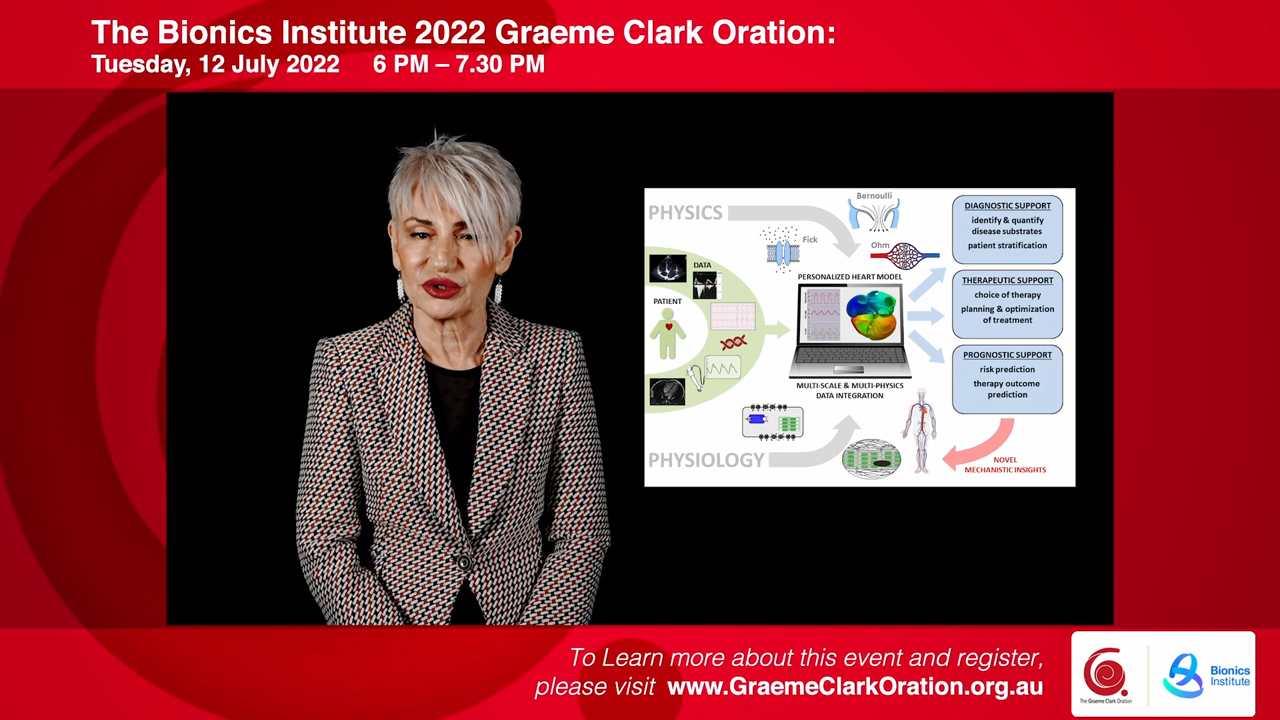 The Bionics Institute 2022 Graeme Clark Oration:
Tuesday, 12 July 2022 6 PM – 7.30 PM
PHYSICS
Bernoulli
Fick
Ohm
DATA
PATIENT
PERSONALIZED HEART MODEL
MULTI-SCALE & MULTI-PHYSICS
DATA INTEGRATION
PHYSIOLOGY
DIAGNOSTIC SUPPORT
identify & quantify
disease substrates
patient stratification
THERAPEUTIC SUPPORT
choice of therapy
planning & optimization
of treatment
PROGNOSTIC SUPPORT
risk prediction
therapy outcome
prediction
NOVEL
MECHANISTIC INSIGHTS
To Learn more about this event and register,
please visit www.GraemeClarkOration.org.au
The Graeme Clark Oration
Bionics
Institute